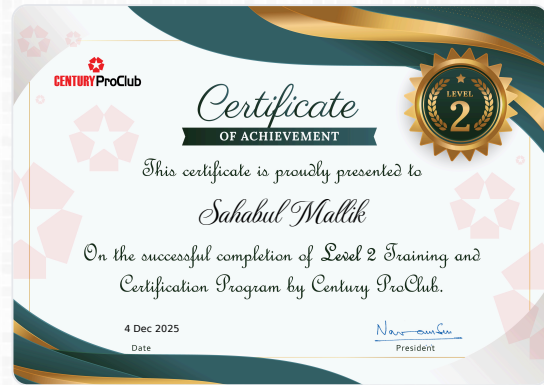 CENTURY ProClub
Certificate
OF ACHIEVEMENT
LEVEL
2
This certificate is proudly presented to
Sahabul Mallik
On the successful completion of Level 2 Training and
Certification Program by Century ProClub.
4 Dec 2025
Date
President